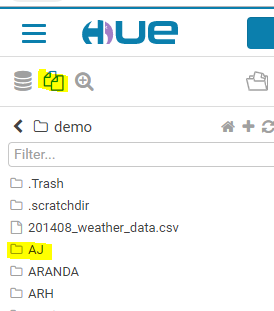 HUE
demo
Filter...
.Trash
.scratchdir
201408_weather_data.csv
AJ
ARANDA
ARH